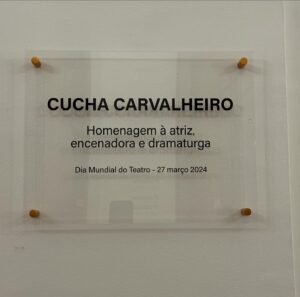 CUCHA CARVALHEIRO
Homenagem à atriz,
encenadora e dramaturga
Dia Mundial do Teatro - 27 março 2024